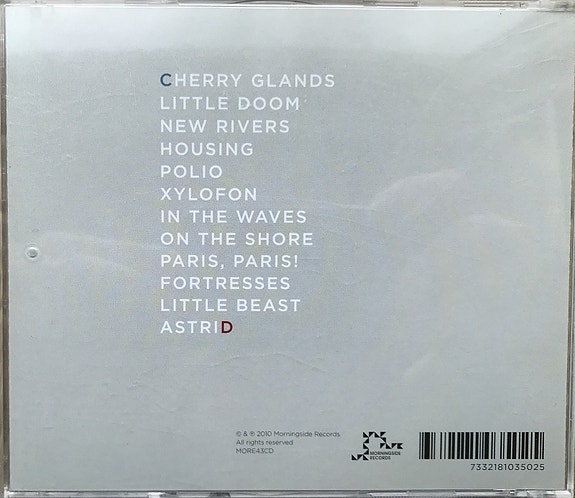 CHERRY GLANDS
LITTLE DOOM
NEW RIVERS
HOUSING
POLIO
XYLOFON
IN THE WAVES
ON THE SHORE
PARIS, PARIS!
FORTRESSES
LITTLE BEAST
ASTRID
© & ℗ 2010 Morningside Records
All rights reserved
MORE43CD
MORNINGSIDE
RECORDS
7332181035025